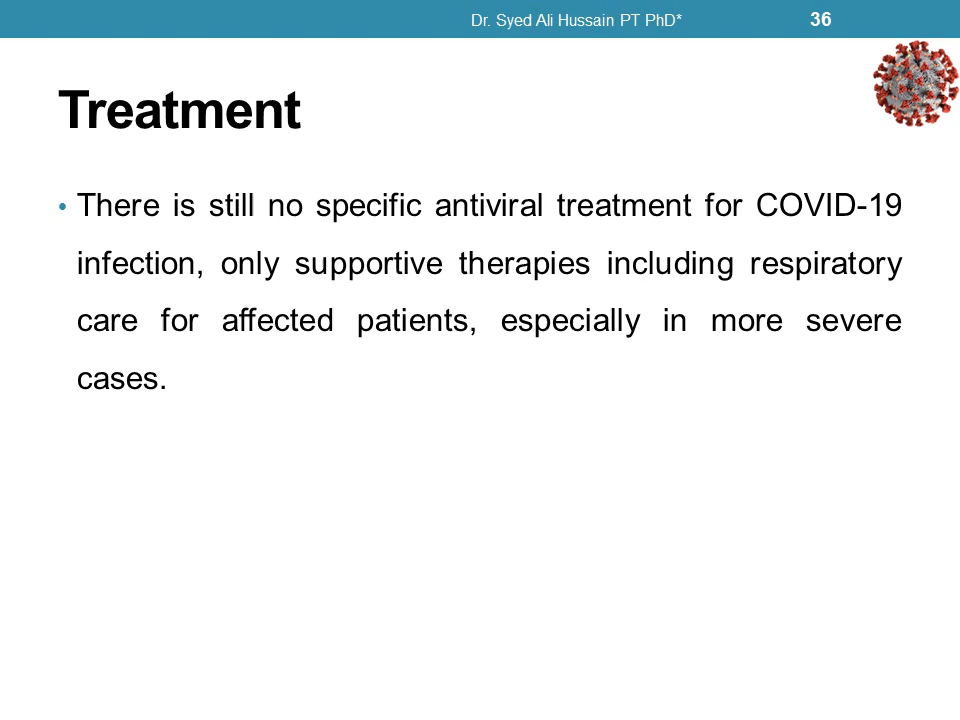 Dr. Syed Ali Hussain PT PhD*
36
Treatment
• There is still no specific antiviral treatment for COVID-19
infection, only supportive therapies including respiratory
care for affected patients, especially in more severe
cases.